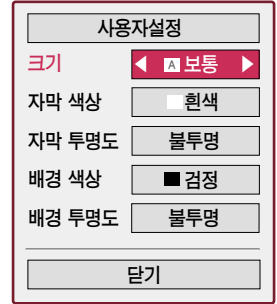 사용자설정
크기 ◀ A 보통 ▶
자막 색상 흰색
자막 투명도 불투명
배경 색상 검정
배경 투명도 불투명
닫기